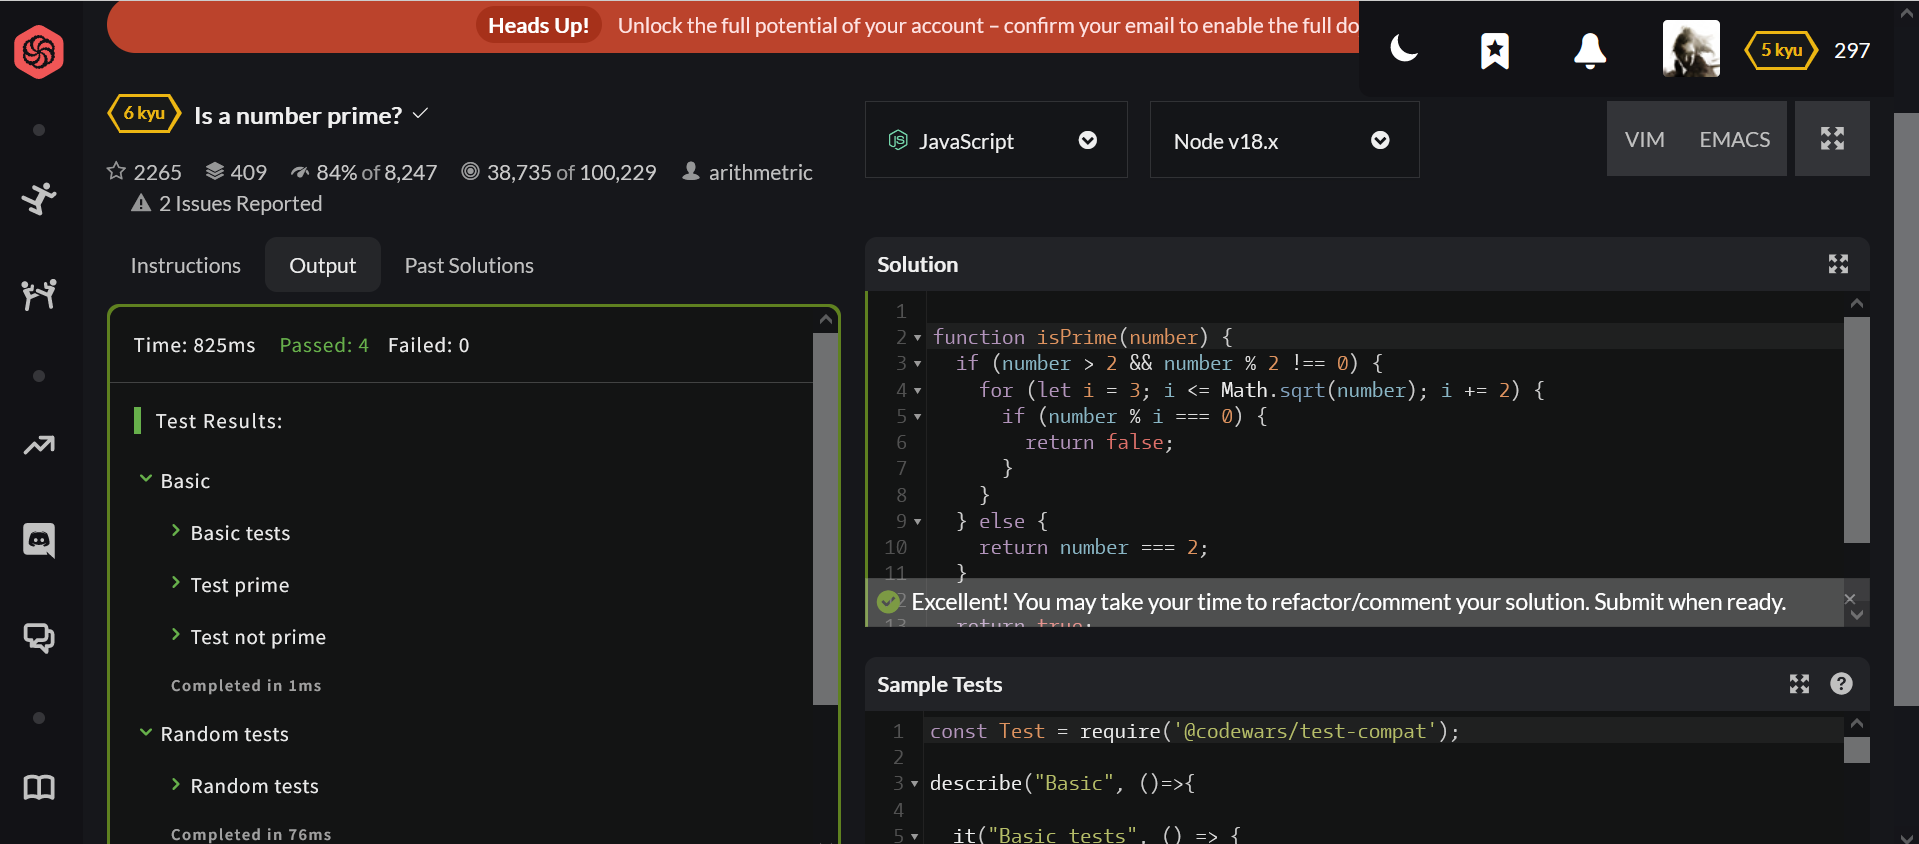 Heads Up! Unlock the full potential of your account – confirm your email to enable the full do
5 kyu 297
6 kyu Is a number prime?
2265 409 84% of 8,247 38,735 of 100,229 arithmetric
2 Issues Reported
JavaScript
Node v18.x
VIM EMACS
Instructions Output Past Solutions
Time: 825ms Passed: 4 Failed: 0
Test Results:
Basic
Basic tests
Test prime
Test not prime
Completed in 1ms
Random tests
Random tests
Completed in 76ms
Solution
1
2 function isPrime(number) {
3 if (number > 2 && number % 2 !== 0) {
4 for (let i = 3; i <= Math.sqrt(number); i += 2) {
5 if (number % i === 0) {
6 return false;
7 }
8 }
9 } else {
10 return number === 2;
11 }
Excellent! You may take your time to refactor/comment your solution. Submit when ready.
13 return true;
Sample Tests
1 const Test = require('@codewars/test-compat');
2
3 describe("Basic", ()=>{
4
5 it("Basic tests", () => {